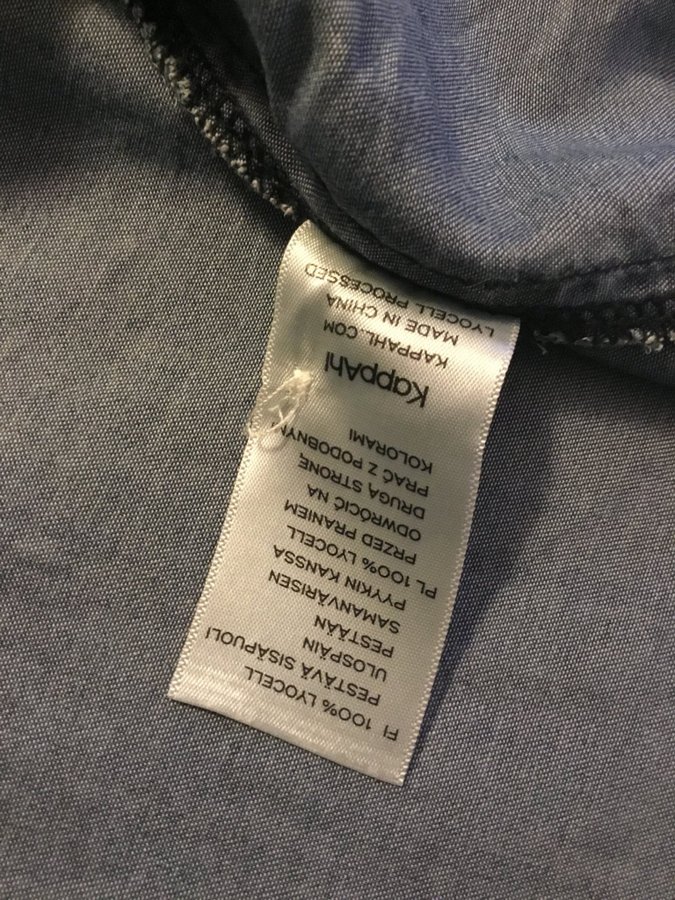 FI 100% LYOCELL
PESTÄVÄ SISÄPUOLI
ULOSPÄIN
PESTÄÄN
SAMANVÄRISEN
PYYKIN KANSSA
PL 100% LYOCELL
PRZED PRANIEM
ODWRÓCIĆ NA
DRUGĄ STRONĘ
PRAĆ Z PODOBNYMI
KOLORAMI
KappAhl
KAPPAHL.COM
MADE IN CHINA
LYOCELL PROCESSED